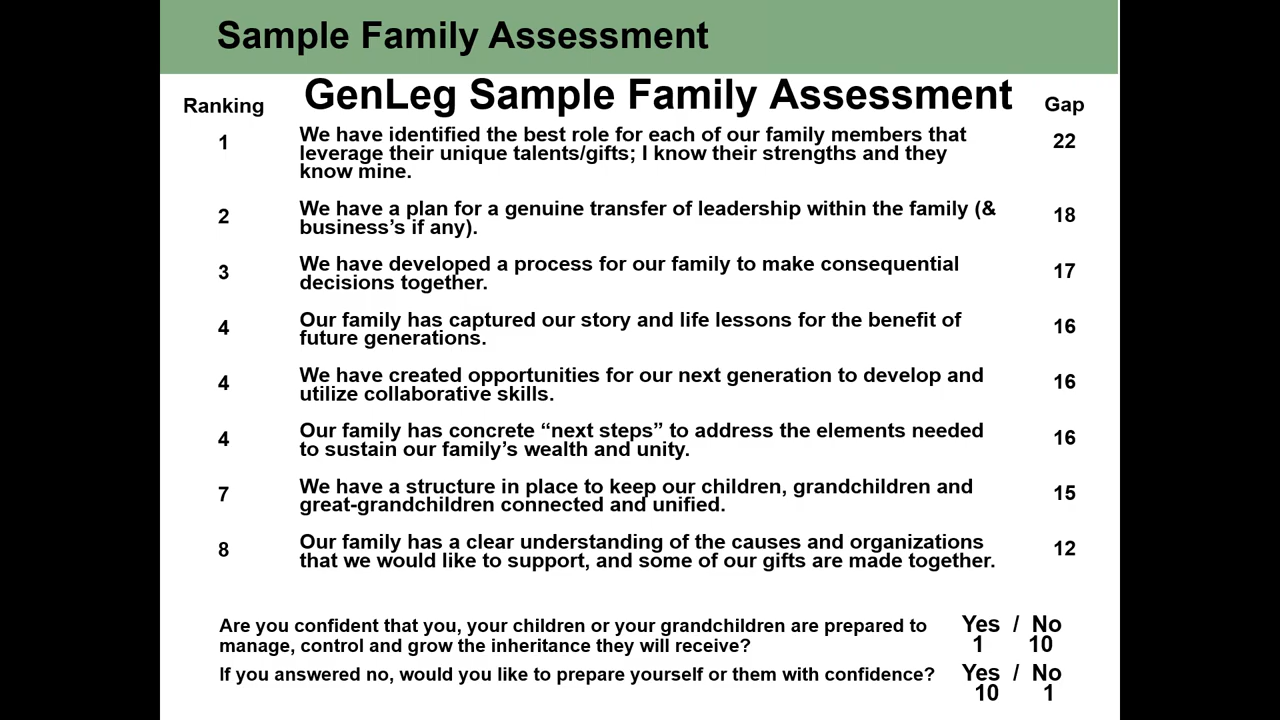 Sample Family Assessment
Ranking GenLeg Sample Family Assessment Gap
1 We have identified the best role for each of our family members that 22
leverage their unique talents/gifts; I know their strengths and they
know mine.
2 We have a plan for a genuine transfer of leadership within the family (& 18
business’s if any).
3 We have developed a process for our family to make consequential 17
decisions together.
4 Our family has captured our story and life lessons for the benefit of 16
future generations.
4 We have created opportunities for our next generation to develop and 16
utilize collaborative skills.
4 Our family has concrete “next steps” to address the elements needed 16
to sustain our family’s wealth and unity.
7 We have a structure in place to keep our children, grandchildren and 15
great-grandchildren connected and unified.
8 Our family has a clear understanding of the causes and organizations 12
that we would like to support, and some of our gifts are made together.
Are you confident that you, your children or your grandchildren are prepared to Yes / No
manage, control and grow the inheritance they will receive? 1 10
If you answered no, would you like to prepare yourself or them with confidence? Yes / No
10 1